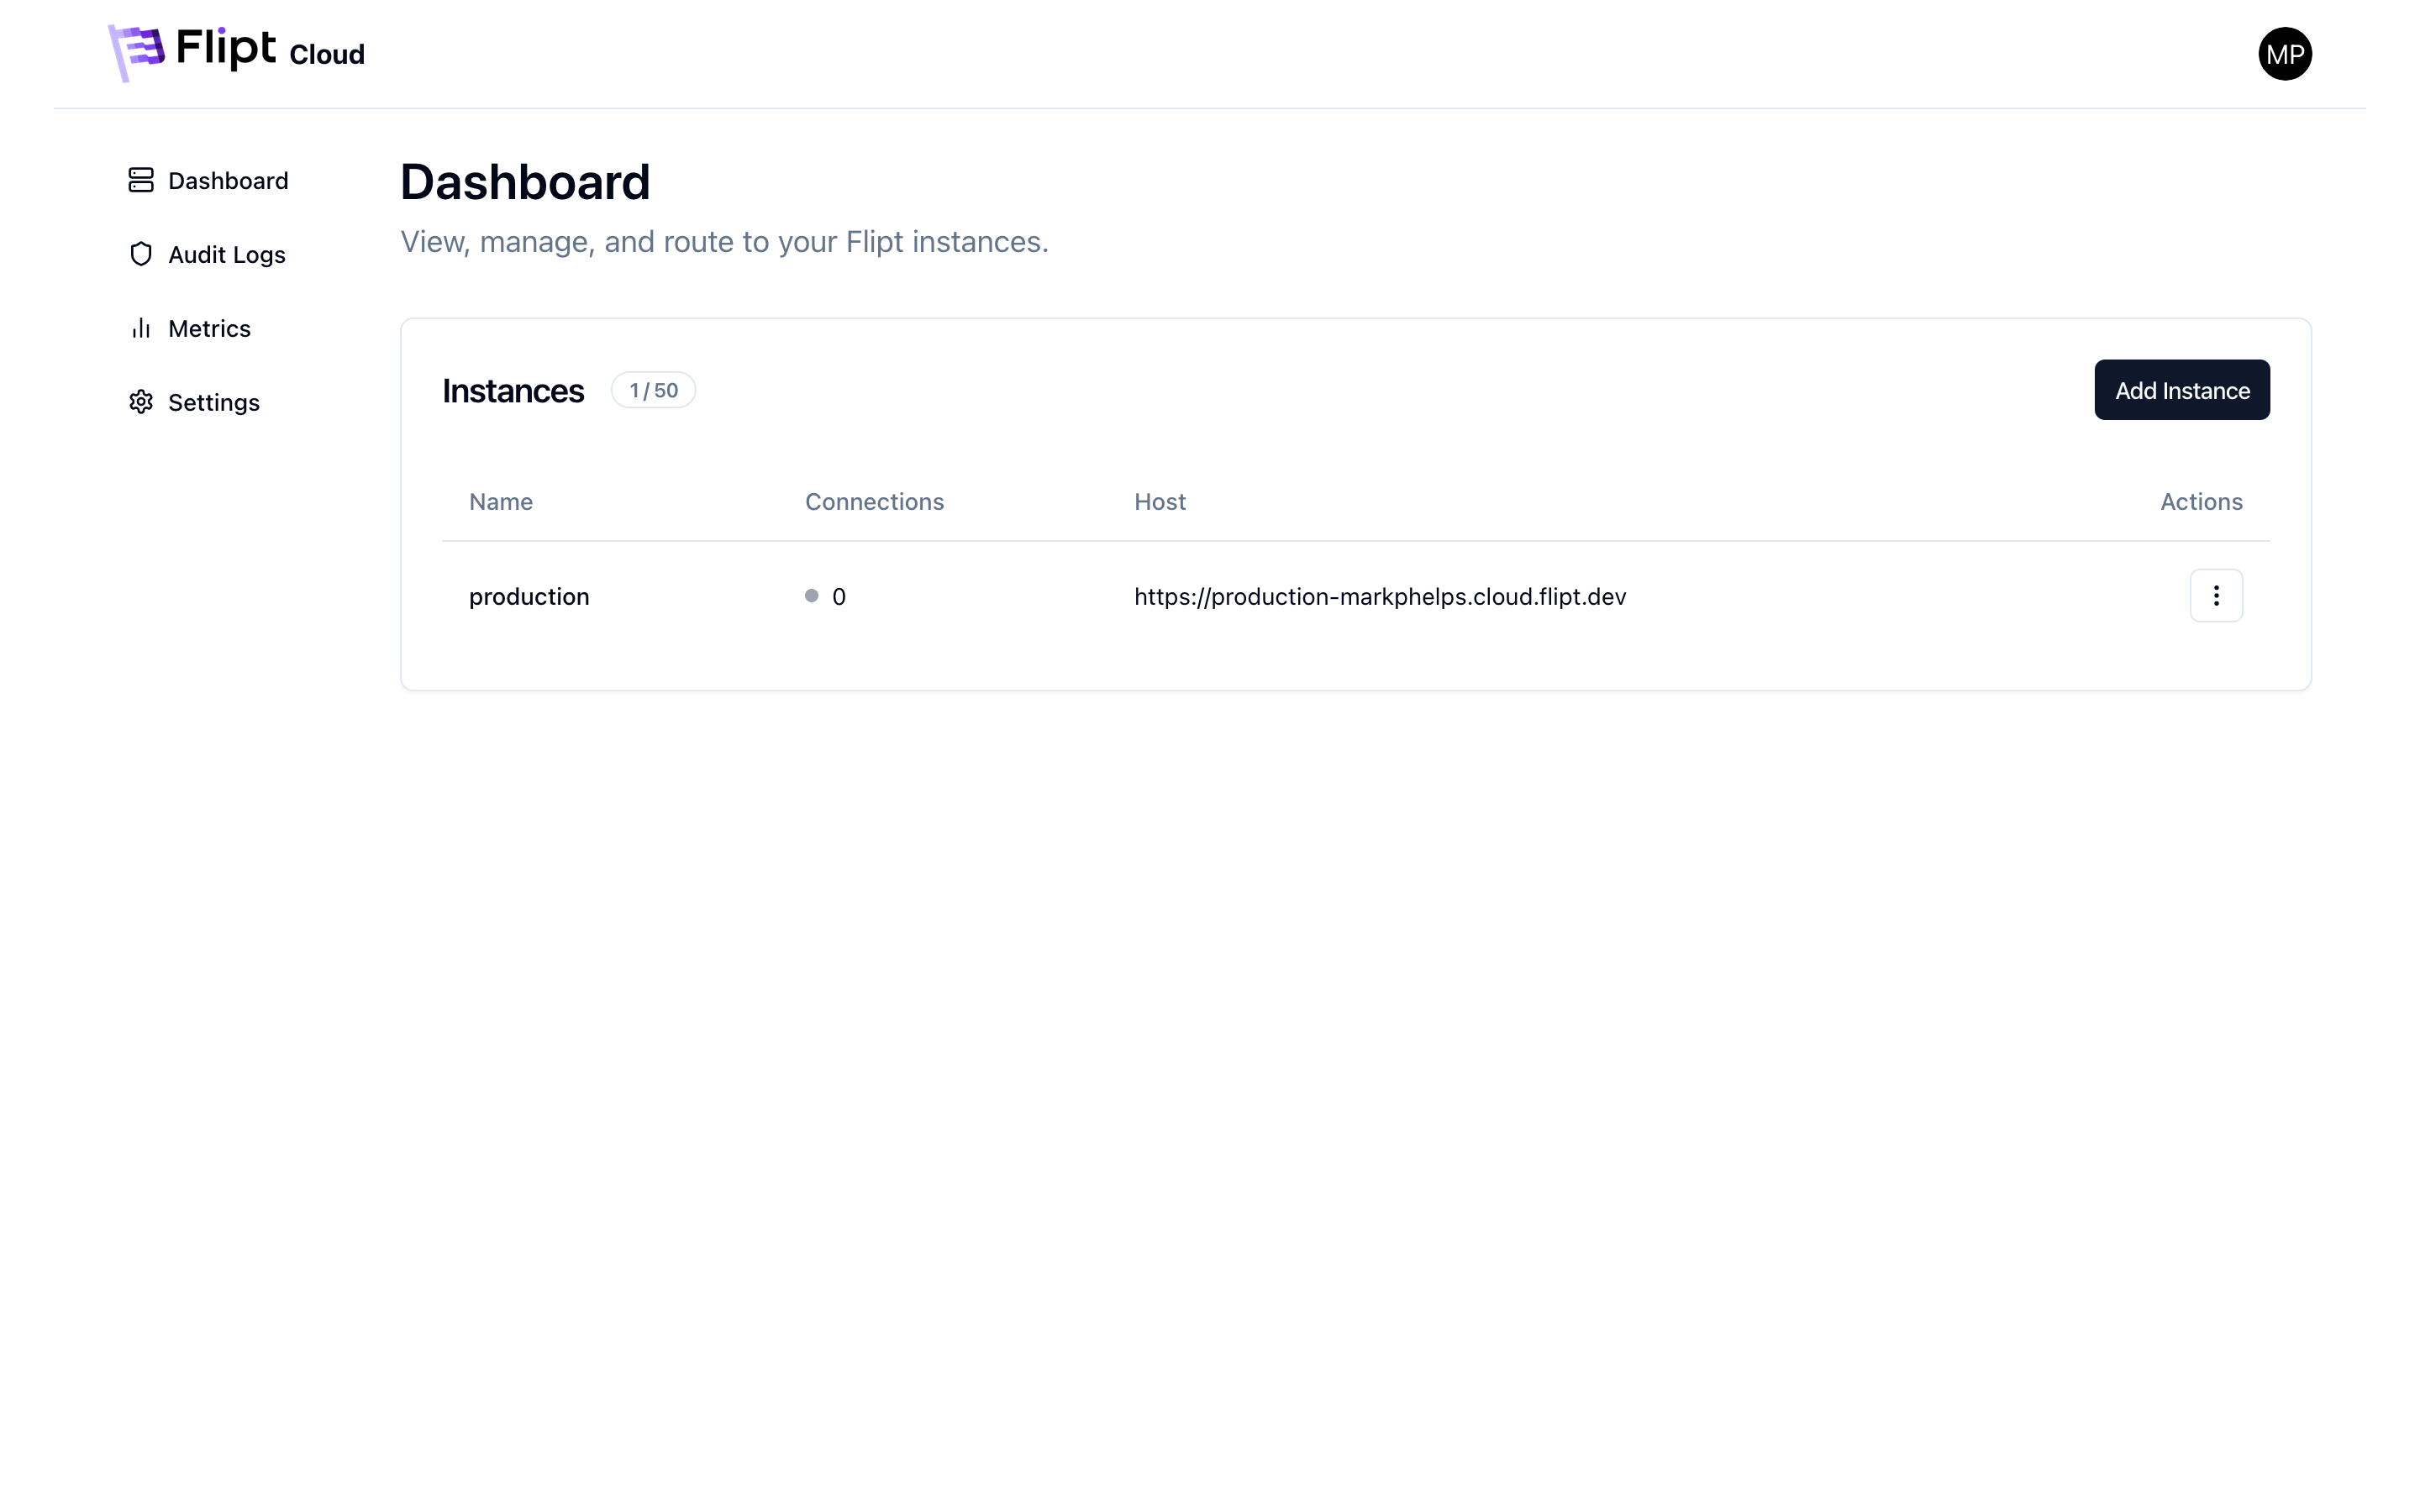 Flipt Cloud
MP
Dashboard
Audit Logs
Metrics
Settings
Dashboard
View, manage, and route to your Flipt instances.
Instances 1 / 50
Add Instance
Name Connections Host Actions
production 0 https://production-markphelps.cloud.flipt.dev